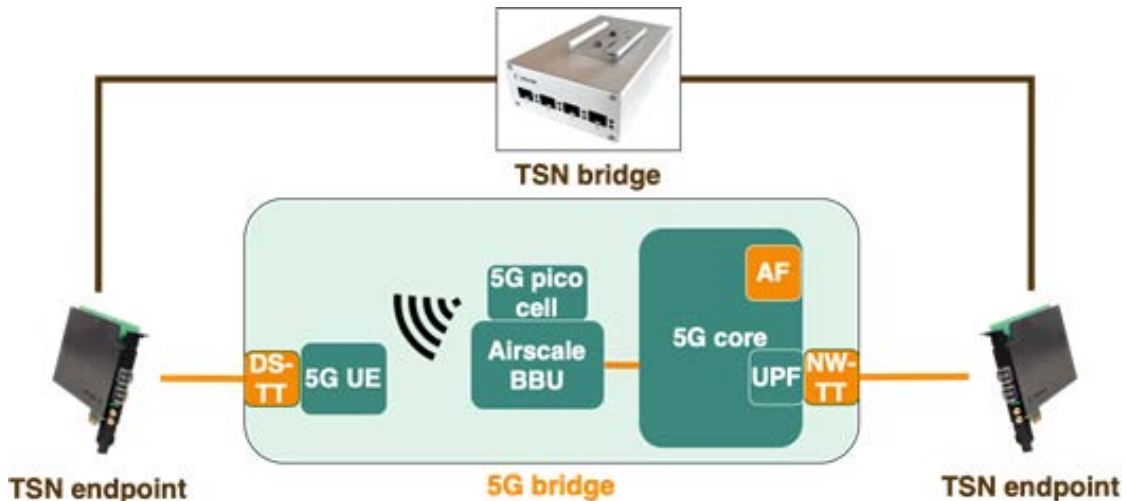 TSN bridge
5G pico
cell
AF
Airscale
BBU
5G core
DS-
TT
5G UE
UPF
NW-
TT
TSN endpoint
5G bridge
TSN endpoint